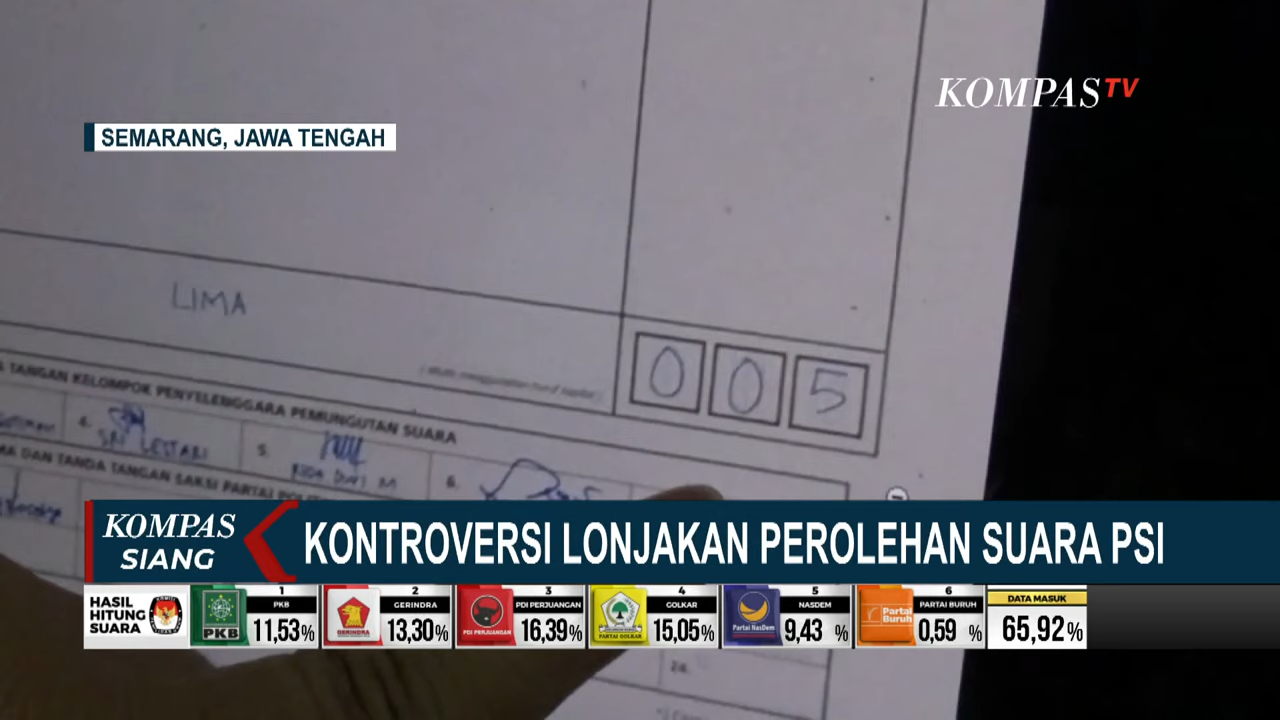 KOMPASTV
SEMARANG, JAWA TENGAH
LIMA
005
TANGAN KELOMPOK PENYELENGGARA PEMUNGUTAN SUARA
4.
SRI LESTARI
5.
6.
MA DAN TANDA TANGAN SAKSI PARTAI POLI
KOMPAS
SIANG
KONTROVERSI LONJAKAN PEROLEHAN SUARA PSI
HASIL
HITUNG
SUARA
PKB
1
PKB
11,53%
GERINDRA
2
GERINDRA
13,30%
PDI PERJUANGAN
3
PDI PERJUANGAN
16,39%
PARTAI GOLKAR
4
GOLKAR
15,05%
Partai NasDem
5
NASDEM
9,43 %
Partai
Buruh
6
PARTAI BURUH
0,59 %
DATA MASUK
65,92%